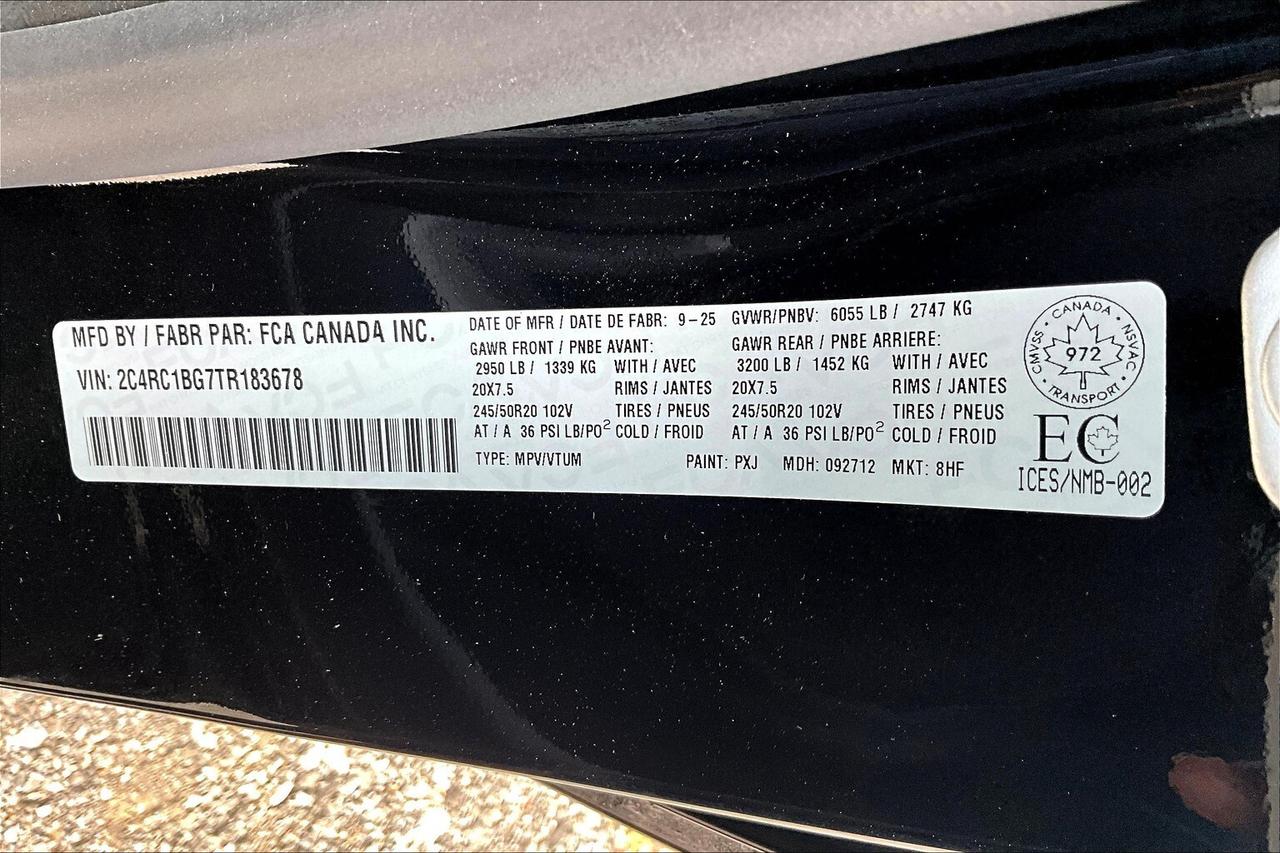 MFD BY / FABR PAR: FCA CANADA INC.
VIN: 2C4RC1BG7TR183678
DATE OF MFR / DATE DE FABR: 9-25
GVWR/PNBV: 6055 LB / 2747 KG
GAWR FRONT / PNBE AVANT:
2950 LB / 1339 KG WITH / AVEC
20X7.5 RIMS / JANTES
245/50R20 102V TIRES / PNEUS
AT / A 36 PSI LB/PO² COLD / FROID
GAWR REAR / PNBE ARRIERE:
3200 LB / 1452 KG WITH / AVEC
20X7.5 RIMS / JANTES
245/50R20 102V TIRES / PNEUS
AT / A 36 PSI LB/PO² COLD / FROID
TYPE: MPV/VTUM PAINT: PXJ MDH: 092712 MKT: 8HF
CANADA
CMVSS NSVAC
972
TRANSPORT
EC
ICES/NMB-002